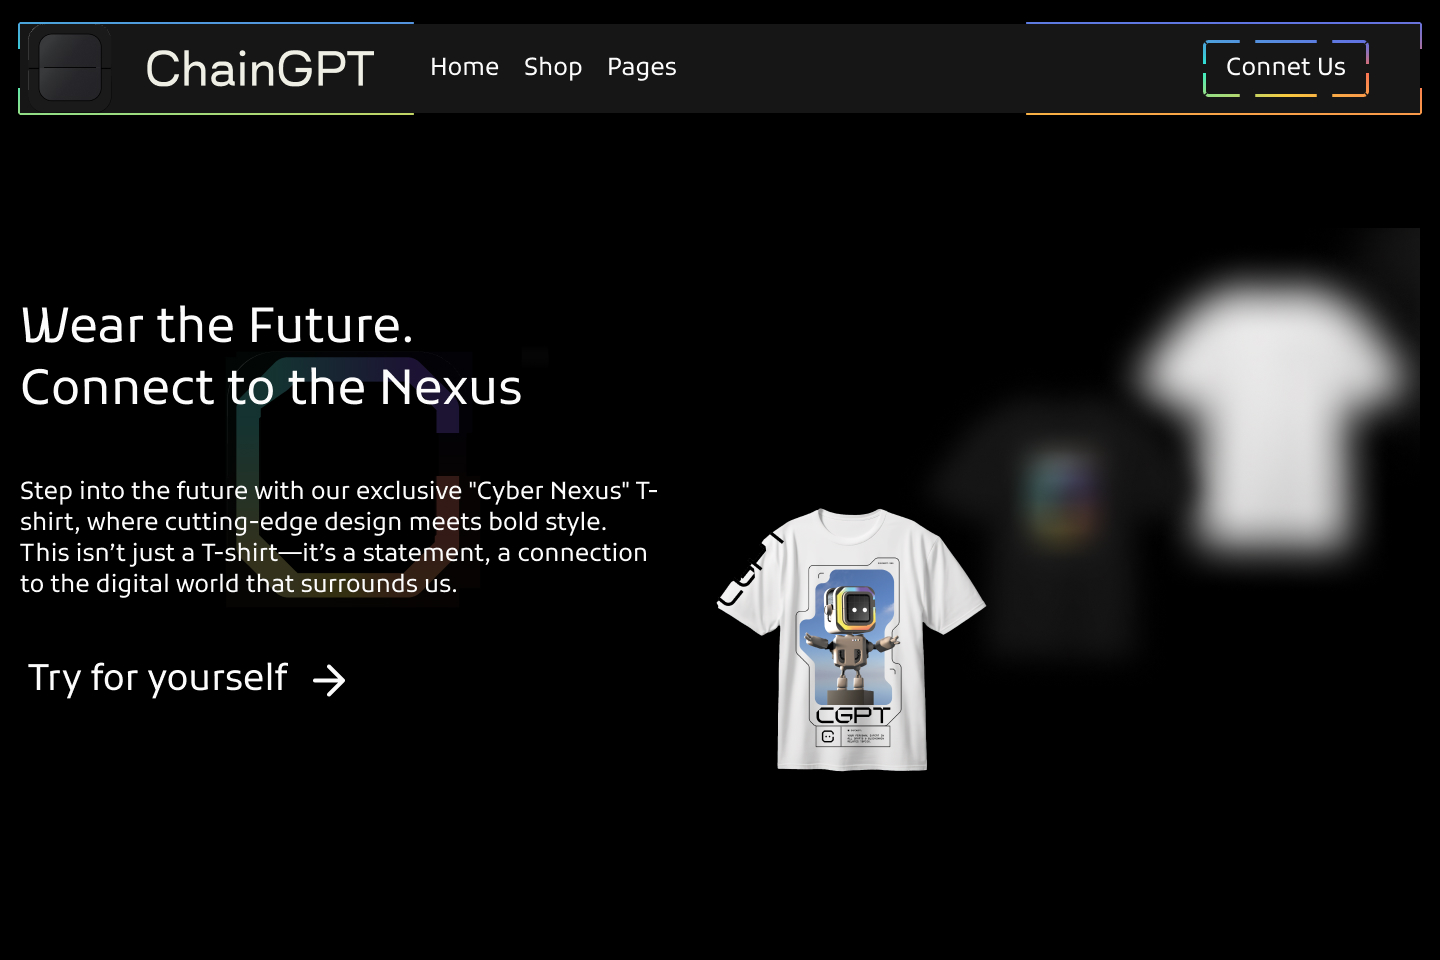 ChainGPT
Home Shop Pages
Connet Us
Wear the Future.
Connect to the Nexus
Step into the future with our exclusive "Cyber Nexus" T-
shirt, where cutting-edge design meets bold style.
This isn’t just a T-shirt—it’s a statement, a connection
to the digital world that surrounds us.
Try for yourself
CGPT
CGPT